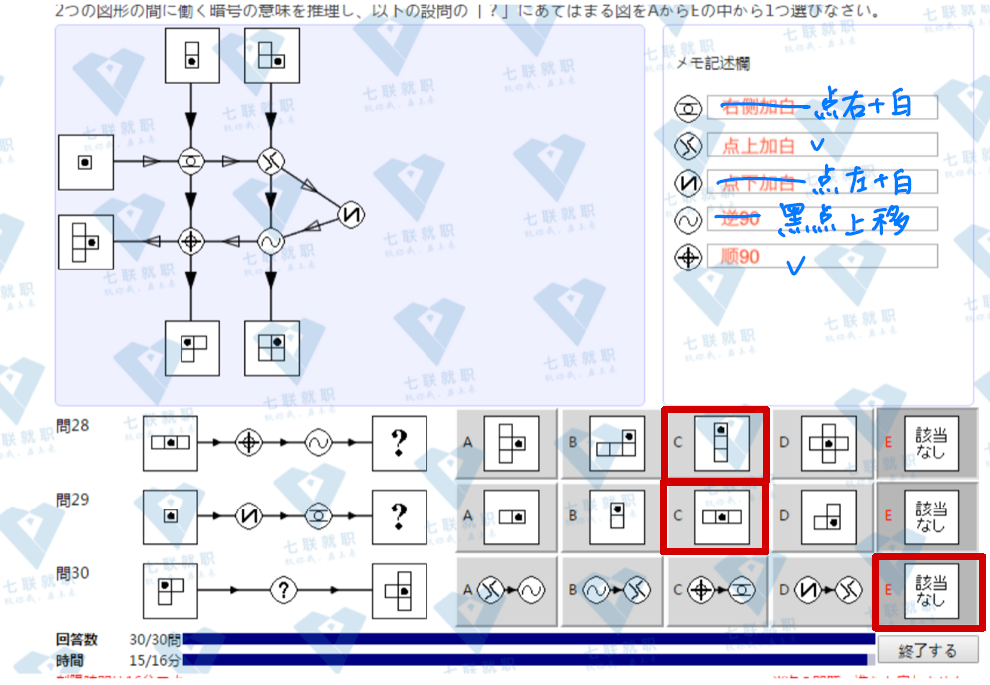 2つの図形の間に働く暗号の意味を推理し、以下の設問の「?」にあてはまる図をAからEの中から1つ選びなさい。
メモ記述欄
右侧加白 点右+白
点上加白 ✓
点下加白 点左+白
逆90 黑点上移
顺90 ✓
問28 ? A B C D E 該当なし
問29 ? A B C D E 該当なし
問30 ? A B C D E 該当なし
回答数 30/30問
時間 15/16分
終了する
七联就职